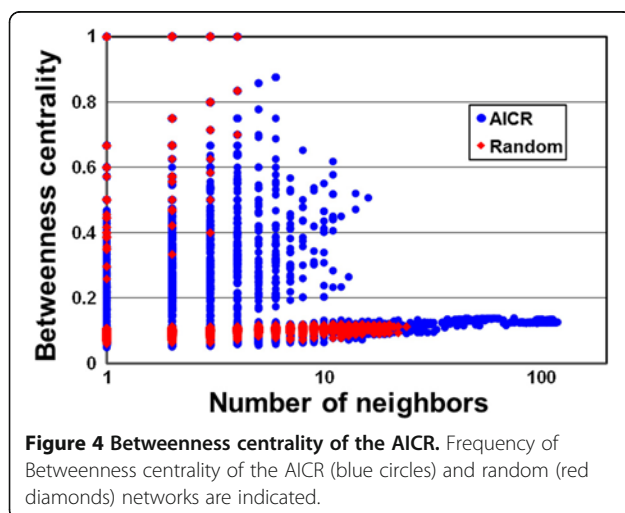 1
0.8
0.6
0.4
0.2
0
Betweenness centrality
AICR
Random
1
10
100
Number of neighbors
Figure 4 Betweenness centrality of the AICR. Frequency of
Betweenness centrality of the AICR (blue circles) and random (red
diamonds) networks are indicated.